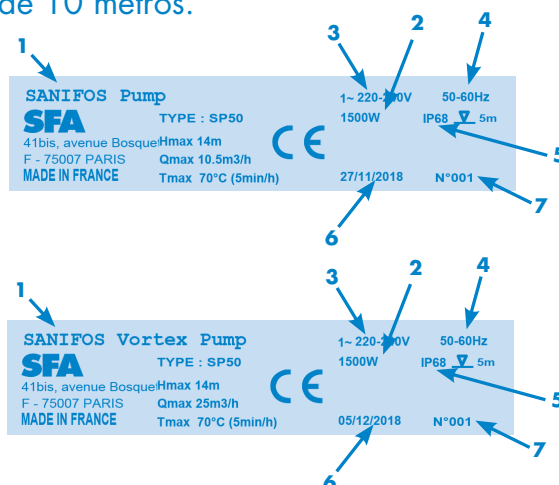 de 10 metros.
1 3 2 4
SANIFOS Pump 1~ 220-240V 50-60Hz
SFA TYPE : SP50 1500W IP68 5m
41bis, avenue Bosquet Hmax 14m CE 5
F - 75007 PARIS Qmax 10.5m3/h
MADE IN FRANCE Tmax 70°C (5min/h) 27/11/2018 N°001
6 7
1 3 2 4
SANIFOS Vortex Pump 1~ 220-240V 50-60Hz
SFA TYPE : SP50 1500W IP68 5m
41bis, avenue Bosquet Hmax 14m CE 5
F - 75007 PARIS Qmax 25m3/h
MADE IN FRANCE Tmax 70°C (5min/h) 05/12/2018 N°001
6 7